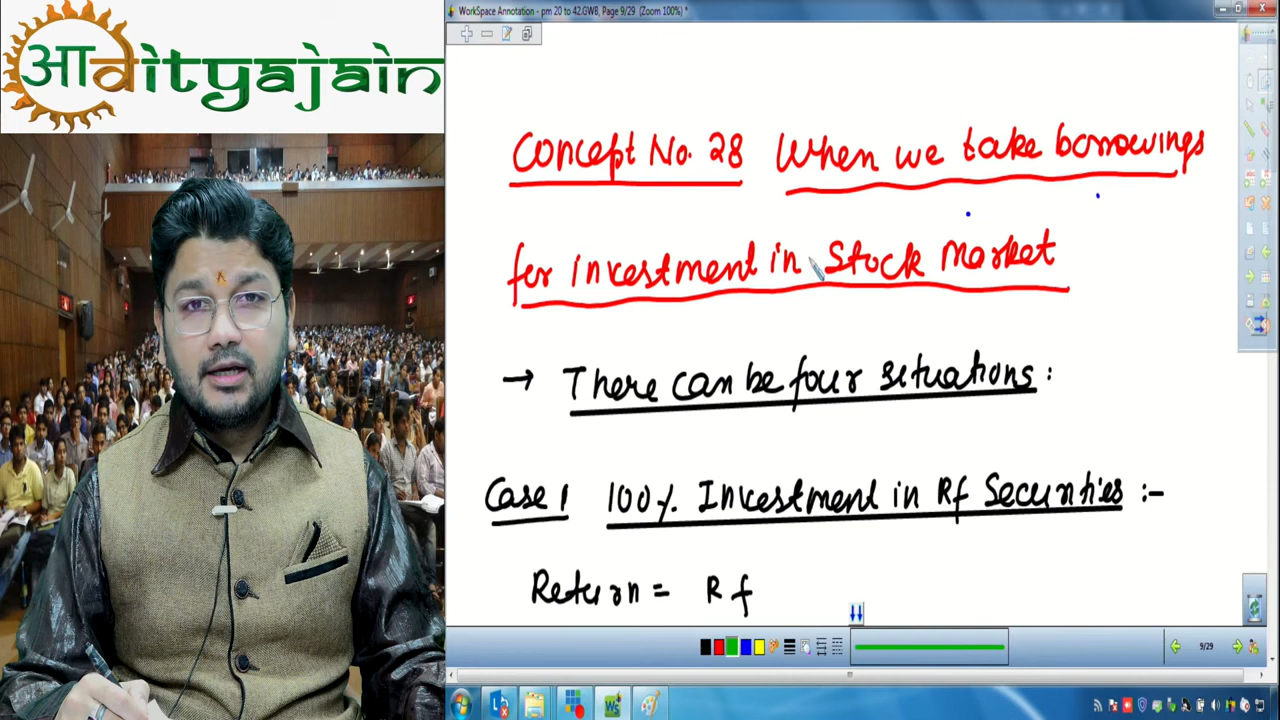 WorkSpace Annotation - pm 20 to 42.GWB, Page 9/29 (Zoom 100%) *
आdityajain
Concept No. 28 When we take borrowings
for investment in Stock Market
→ There can be four situations :
Case 1 100% Investment in Rf Securities :-
Return = Rf
9/29